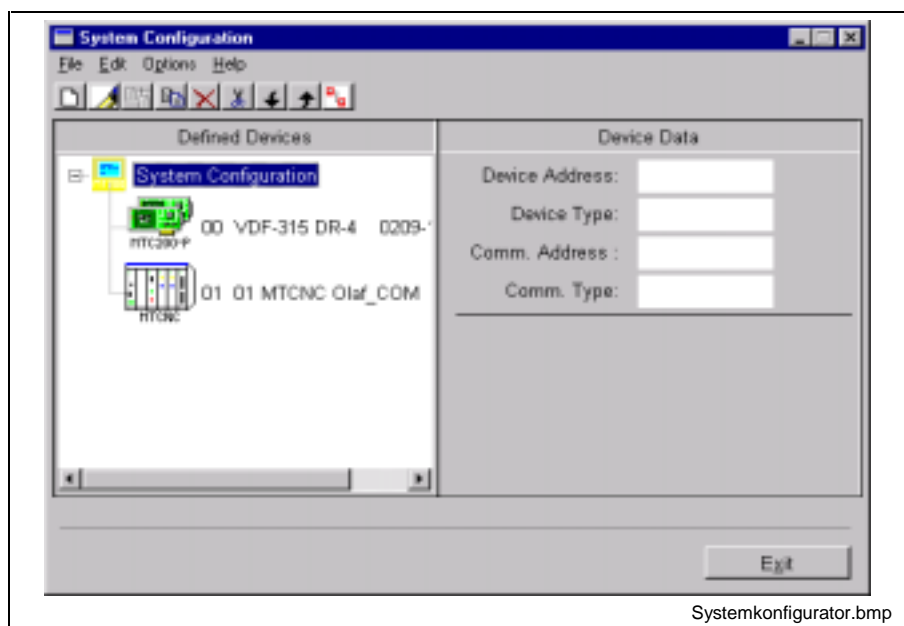 System Configuration
File Edit Options Help
Defined Devices
Device Data
System Configuration
MTC200-P
00 VDF-315 DR-4 0209-
01 01 MTCNC Olaf_COM
MTCNC
Device Address:
Device Type:
Comm. Address :
Comm. Type:
Exit
Systemkonfigurator.bmp